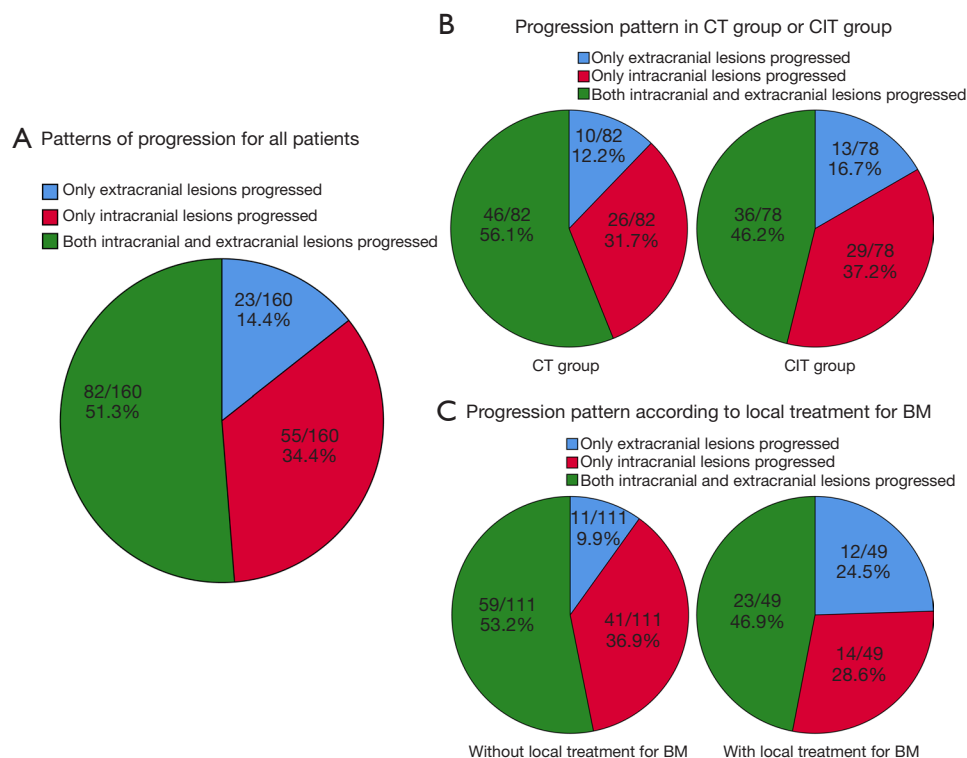 A Patterns of progression for all patients
Only extracranial lesions progressed
Only intracranial lesions progressed
Both intracranial and extracranial lesions progressed
23/160
14.4%
82/160
51.3%
55/160
34.4%
B Progression pattern in CT group or CIT group
Only extracranial lesions progressed
Only intracranial lesions progressed
Both intracranial and extracranial lesions progressed
10/82
12.2%
46/82
56.1%
26/82
31.7%
CT group
13/78
16.7%
36/78
46.2%
29/78
37.2%
CIT group
C Progression pattern according to local treatment for BM
Only extracranial lesions progressed
Only intracranial lesions progressed
Both intracranial and extracranial lesions progressed
11/111
9.9%
59/111
53.2%
41/111
36.9%
Without local treatment for BM
12/49
24.5%
23/49
46.9%
14/49
28.6%
With local treatment for BM